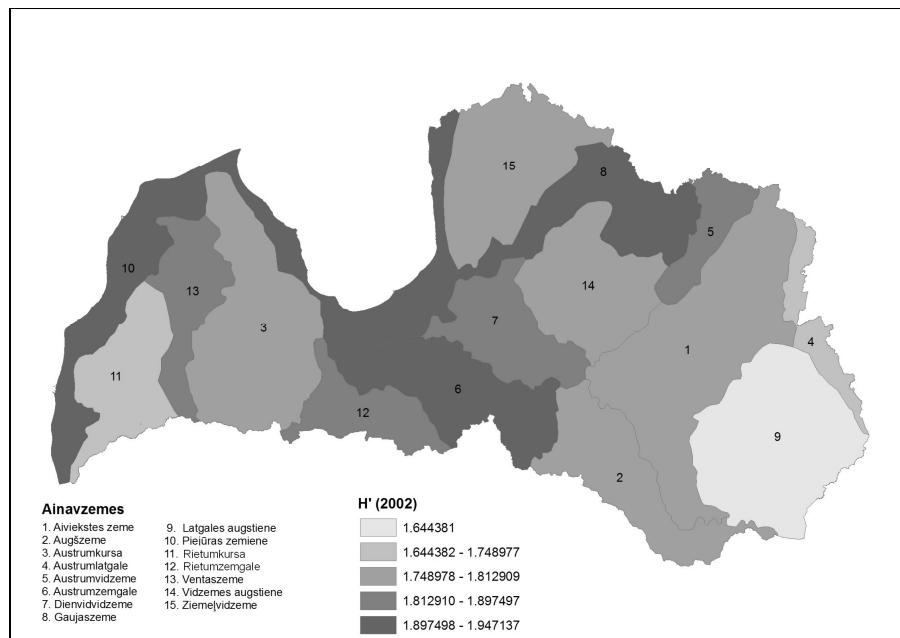 15
8
5
10
13
14
7
3
1
4
11
6
12
9
2
Ainavzemes
1. Aiviekstes zeme
2. Augšzeme
3. Austrumkursa
4. Austrumlatgale
5. Austrumvidzeme
6. Austrumzemgale
7. Dienvidvidzeme
8. Gaujaszeme
9. Latgales augstiene
10. Piejūras zemiene
11. Rietumkursa
12. Rietumzemgale
13. Ventaszeme
14. Vidzemes augstiene
15. Ziemeļvidzeme
H' (2002)
1.644381
1.644382 - 1.748977
1.748978 - 1.812909
1.812910 - 1.897497
1.897498 - 1.947137